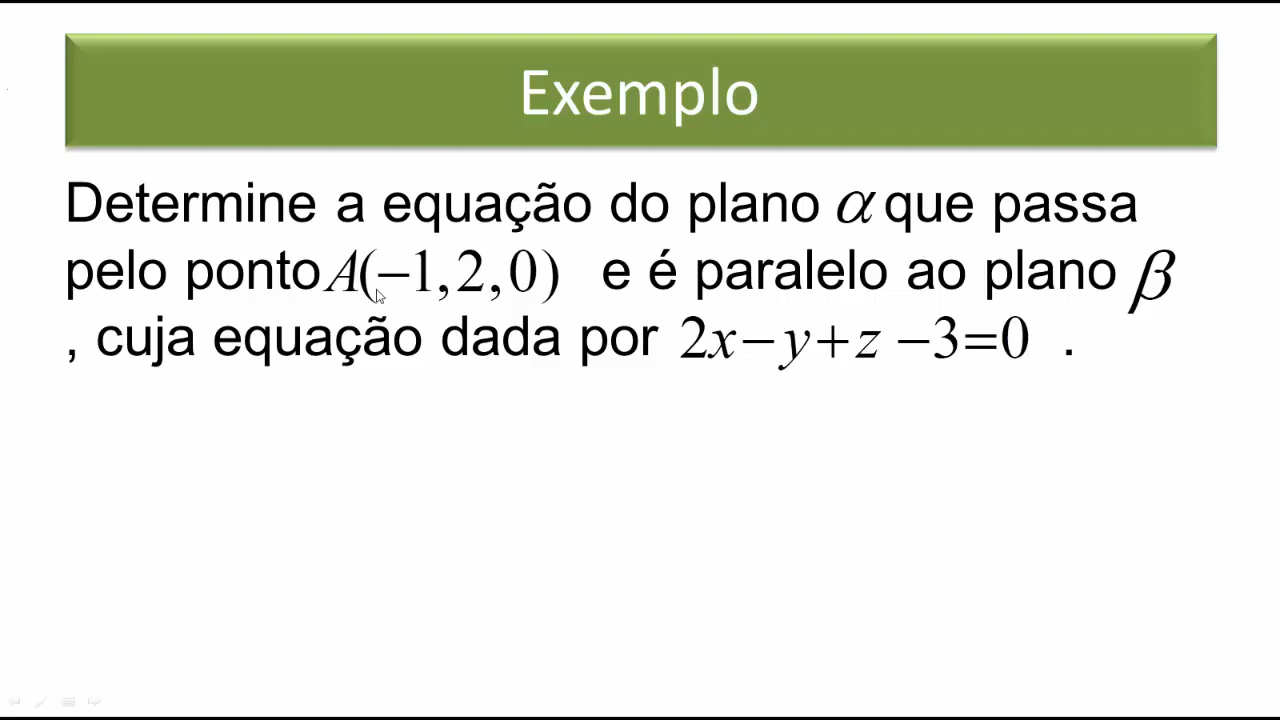 Exemplo
Determine a equação do plano α que passa
pelo ponto A(−1,2,0) e é paralelo ao plano β
, cuja equação dada por 2x−y+z −3=0 .